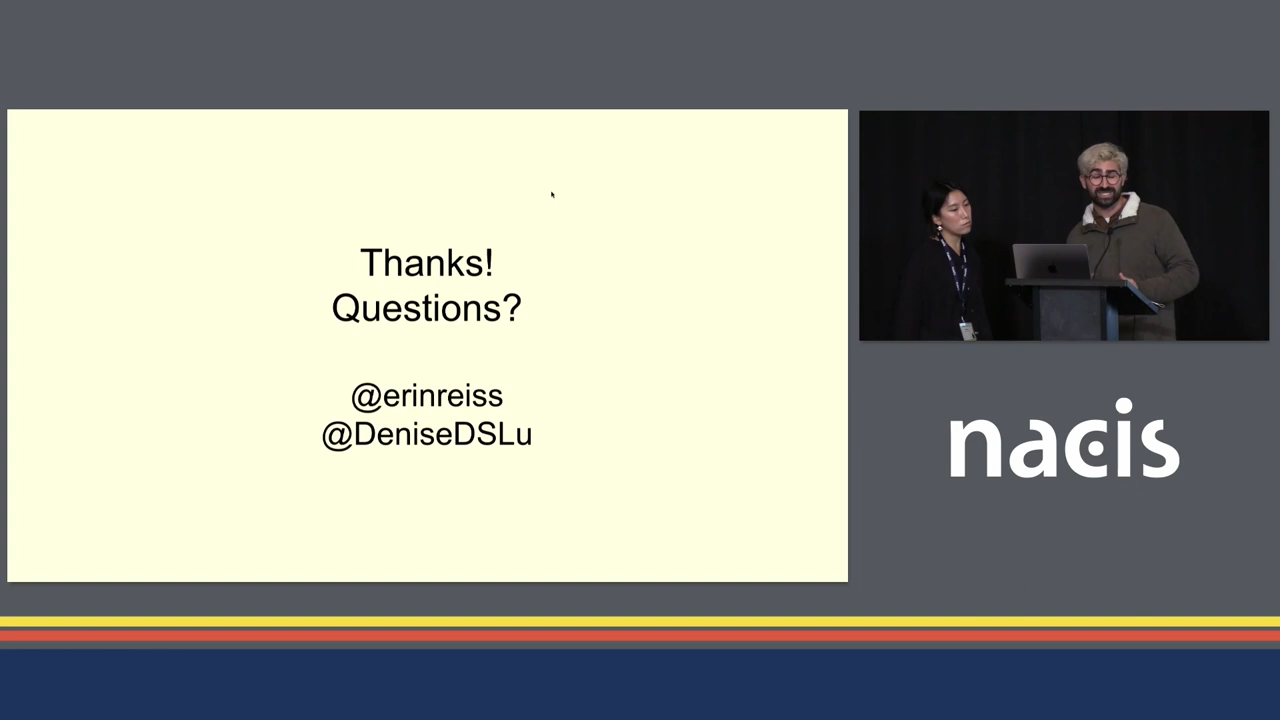 Thanks!
Questions?
@erinreiss
@DeniseDSLu
nacis